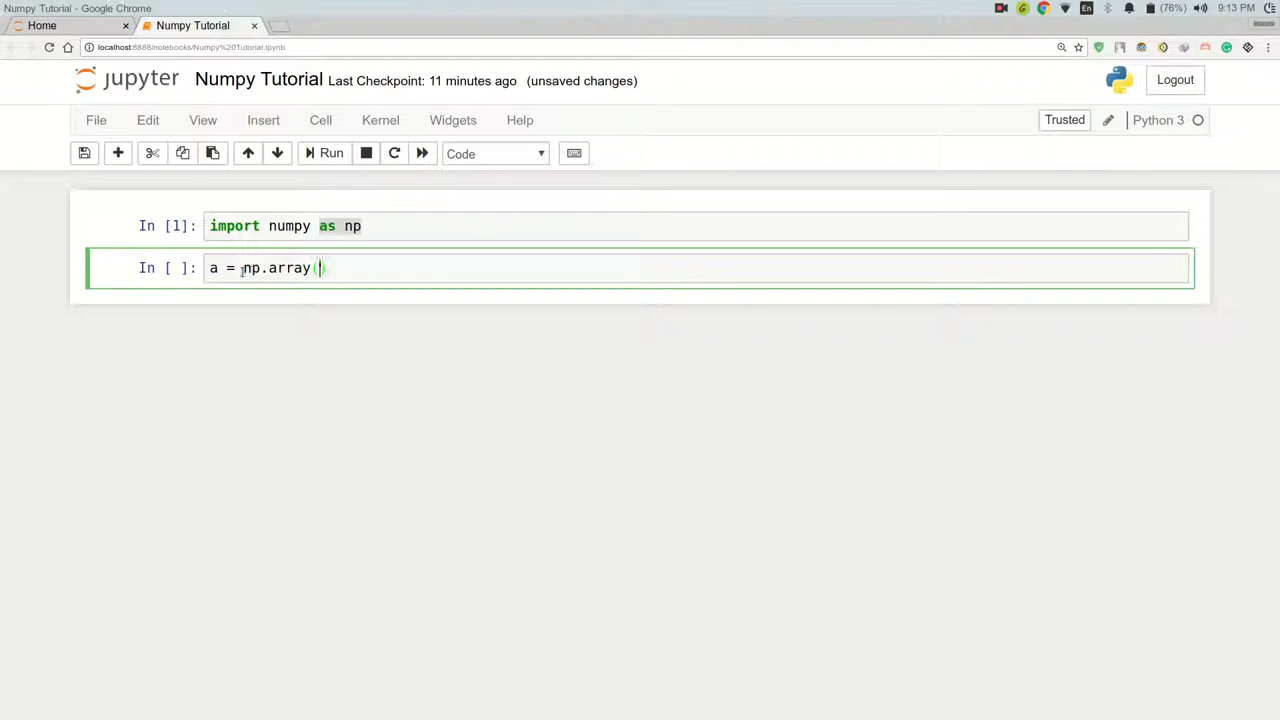 Numpy Tutorial - Google Chrome
En (76%) 9:13 PM
Home × Numpy Tutorial ×
localhost:8888/notebooks/Numpy%20Tutorial.ipynb
jupyter Numpy Tutorial Last Checkpoint: 11 minutes ago (unsaved changes) Logout
File Edit View Insert Cell Kernel Widgets Help Trusted Python 3
Run Code
In [1]: import numpy as np
In [ ]: a = np.array()